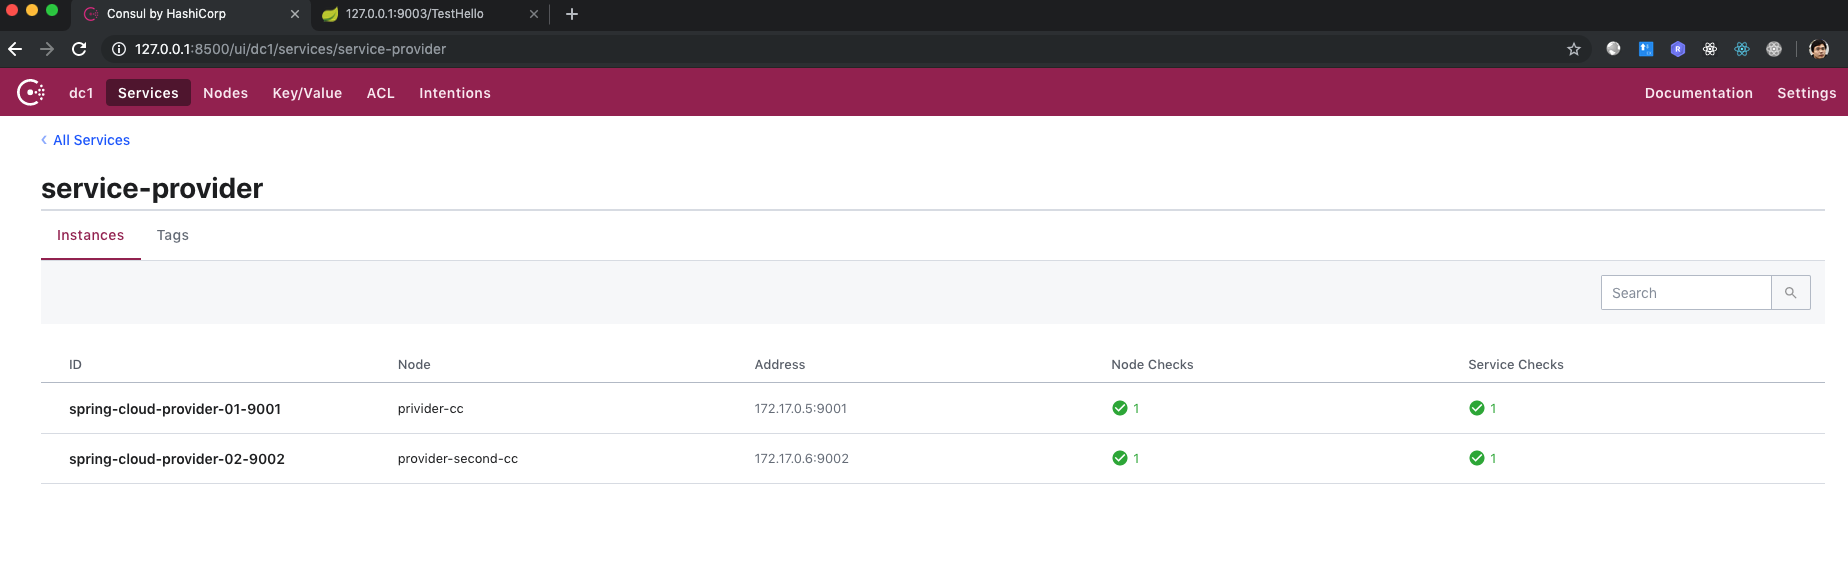 Consul by HashiCorp
127.0.0.1:9003/TestHello
127.0.0.1:8500/ui/dc1/services/service-provider
dc1 Services Nodes Key/Value ACL Intentions Documentation Settings
All Services
service-provider
Instances Tags
Search
ID Node Address Node Checks Service Checks
spring-cloud-provider-01-9001 privider-cc 172.17.0.5:9001 1 1
spring-cloud-provider-02-9002 provider-second-cc 172.17.0.6:9002 1 1